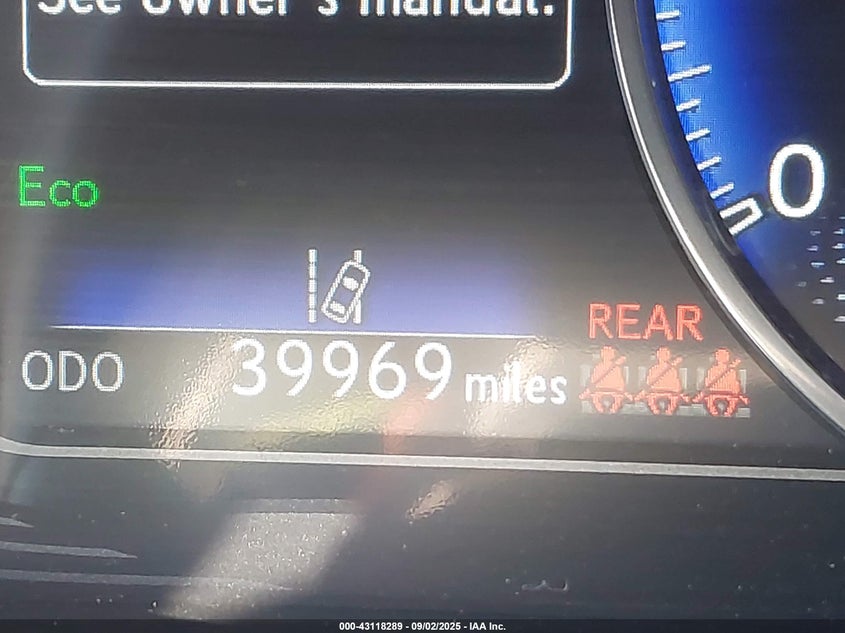 See owner's manual.
Eco
0
REAR
ODO 39969 miles
000-43118289 - 09/02/2025 - IAA Inc.